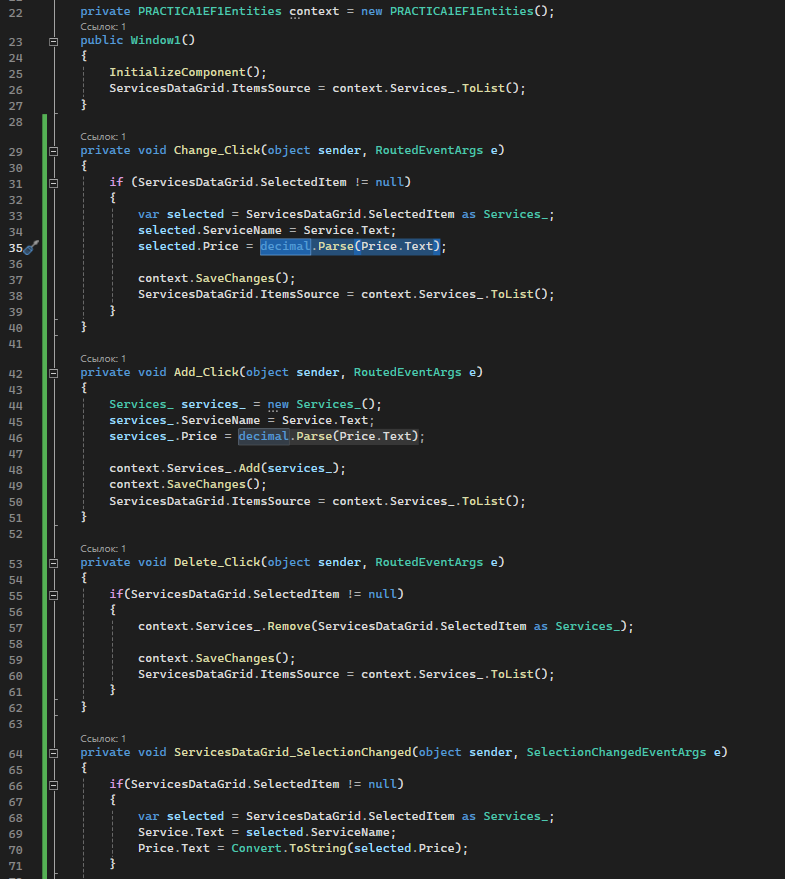 22 private PRACTICA1EF1Entities context = new PRACTICA1EF1Entities();
Ссылок: 1
23 public Window1()
24 {
25 InitializeComponent();
26 ServicesDataGrid.ItemsSource = context.Services_.ToList();
27 }
28
Ссылок: 1
29 private void Change_Click(object sender, RoutedEventArgs e)
30 {
31 if (ServicesDataGrid.SelectedItem != null)
32 {
33 var selected = ServicesDataGrid.SelectedItem as Services_;
34 selected.ServiceName = Service.Text;
35 selected.Price = decimal.Parse(Price.Text);
36
37 context.SaveChanges();
38 ServicesDataGrid.ItemsSource = context.Services_.ToList();
39 }
40 }
41
Ссылок: 1
42 private void Add_Click(object sender, RoutedEventArgs e)
43 {
44 Services_ services_ = new Services_();
45 services_.ServiceName = Service.Text;
46 services_.Price = decimal.Parse(Price.Text);
47
48 context.Services_.Add(services_);
49 context.SaveChanges();
50 ServicesDataGrid.ItemsSource = context.Services_.ToList();
51 }
52
Ссылок: 1
53 private void Delete_Click(object sender, RoutedEventArgs e)
54 {
55 if(ServicesDataGrid.SelectedItem != null)
56 {
57 context.Services_.Remove(ServicesDataGrid.SelectedItem as Services_);
58
59 context.SaveChanges();
60 ServicesDataGrid.ItemsSource = context.Services_.ToList();
61 }
62 }
63
Ссылок: 1
64 private void ServicesDataGrid_SelectionChanged(object sender, SelectionChangedEventArgs e)
65 {
66 if(ServicesDataGrid.SelectedItem != null)
67 {
68 var selected = ServicesDataGrid.SelectedItem as Services_;
69 Service.Text = selected.ServiceName;
70 Price.Text = Convert.ToString(selected.Price);
71 }